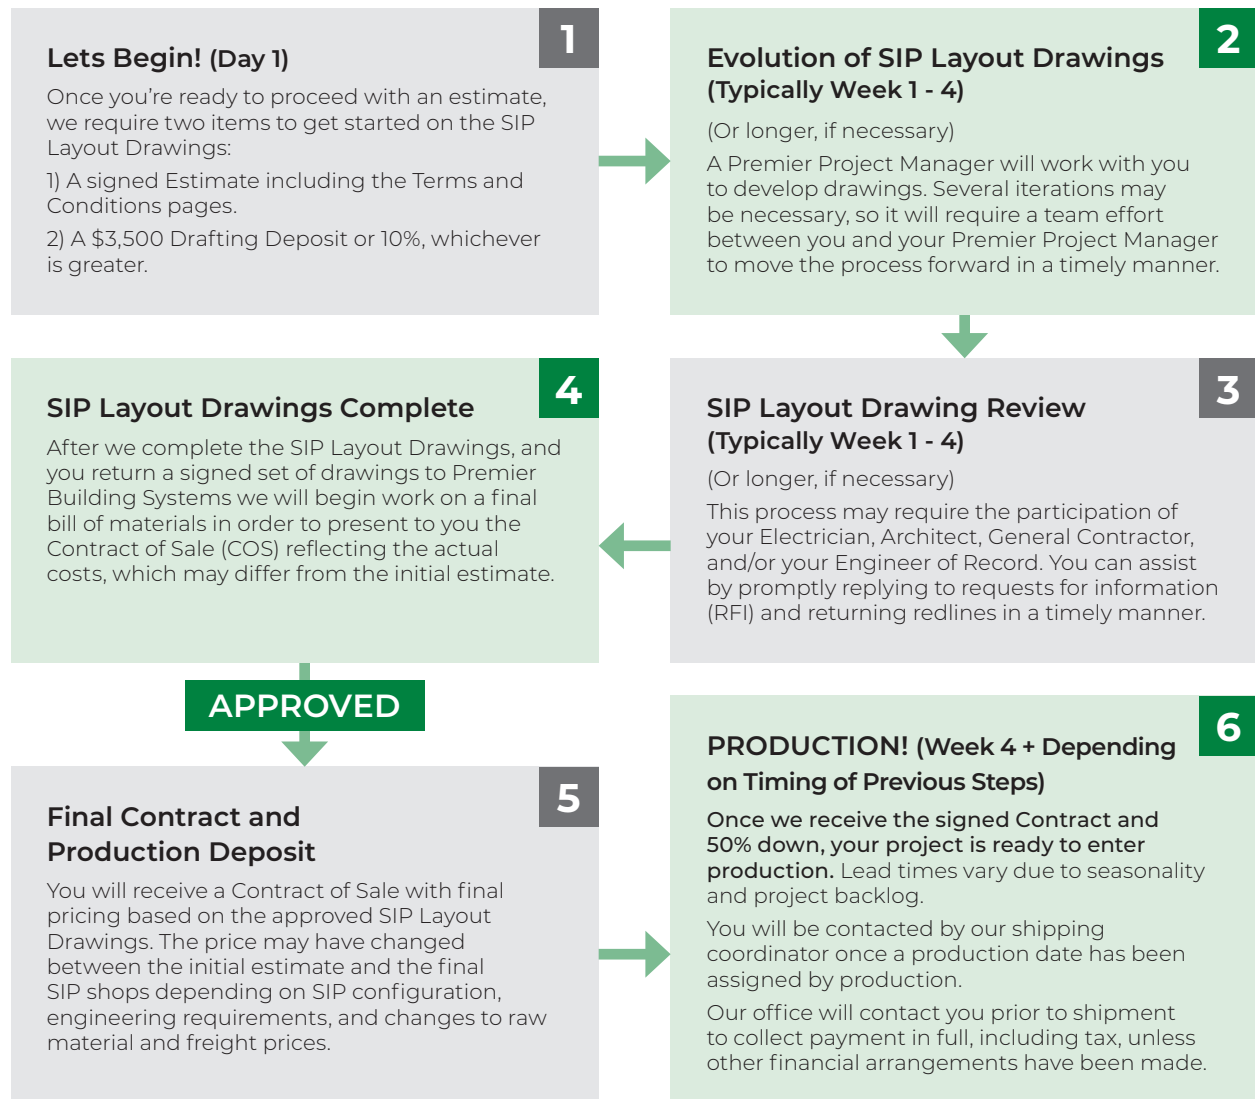 1
Lets Begin! (Day 1)
Once you're ready to proceed with an estimate,
we require two items to get started on the SIP
Layout Drawings:
1) A signed Estimate including the Terms and
Conditions pages.
2) A $3,500 Drafting Deposit or 10%, whichever
is greater.
2
Evolution of SIP Layout Drawings
(Typically Week 1 - 4)
(Or longer, if necessary)
A Premier Project Manager will work with you
to develop drawings. Several iterations may
be necessary, so it will require a team effort
between you and your Premier Project Manager
to move the process forward in a timely manner.
3
SIP Layout Drawing Review
(Typically Week 1 - 4)
(Or longer, if necessary)
This process may require the participation of
your Electrician, Architect, General Contractor,
and/or your Engineer of Record. You can assist
by promptly replying to requests for information
(RFI) and returning redlines in a timely manner.
4
SIP Layout Drawings Complete
After we complete the SIP Layout Drawings, and
you return a signed set of drawings to Premier
Building Systems we will begin work on a final
bill of materials in order to present to you the
Contract of Sale (COS) reflecting the actual
costs, which may differ from the initial estimate.
APPROVED
5
Final Contract and
Production Deposit
You will receive a Contract of Sale with final
pricing based on the approved SIP Layout
Drawings. The price may have changed
between the initial estimate and the final
SIP shops depending on SIP configuration,
engineering requirements, and changes to raw
material and freight prices.
6
PRODUCTION! (Week 4 + Depending
on Timing of Previous Steps)
Once we receive the signed Contract and
50% down, your project is ready to enter
production. Lead times vary due to seasonality
and project backlog.
You will be contacted by our shipping
coordinator once a production date has been
assigned by production.
Our office will contact you prior to shipment
to collect payment in full, including tax, unless
other financial arrangements have been made.